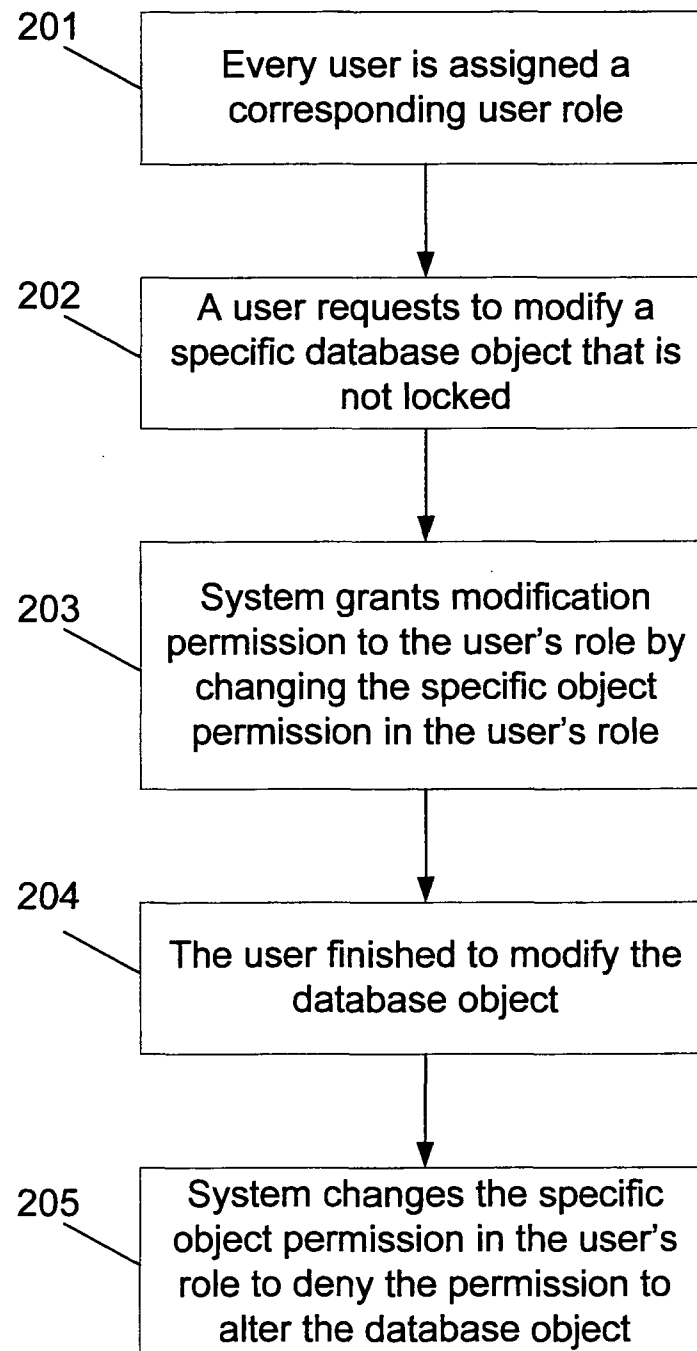 201
Every user is assigned a
corresponding user role
202
A user requests to modify a
specific database object that is
not locked
203
System grants modification
permission to the user's role by
changing the specific object
permission in the user's role
204
The user finished to modify the
database object
205
System changes the specific
object permission in the user's
role to deny the permission to
alter the database object